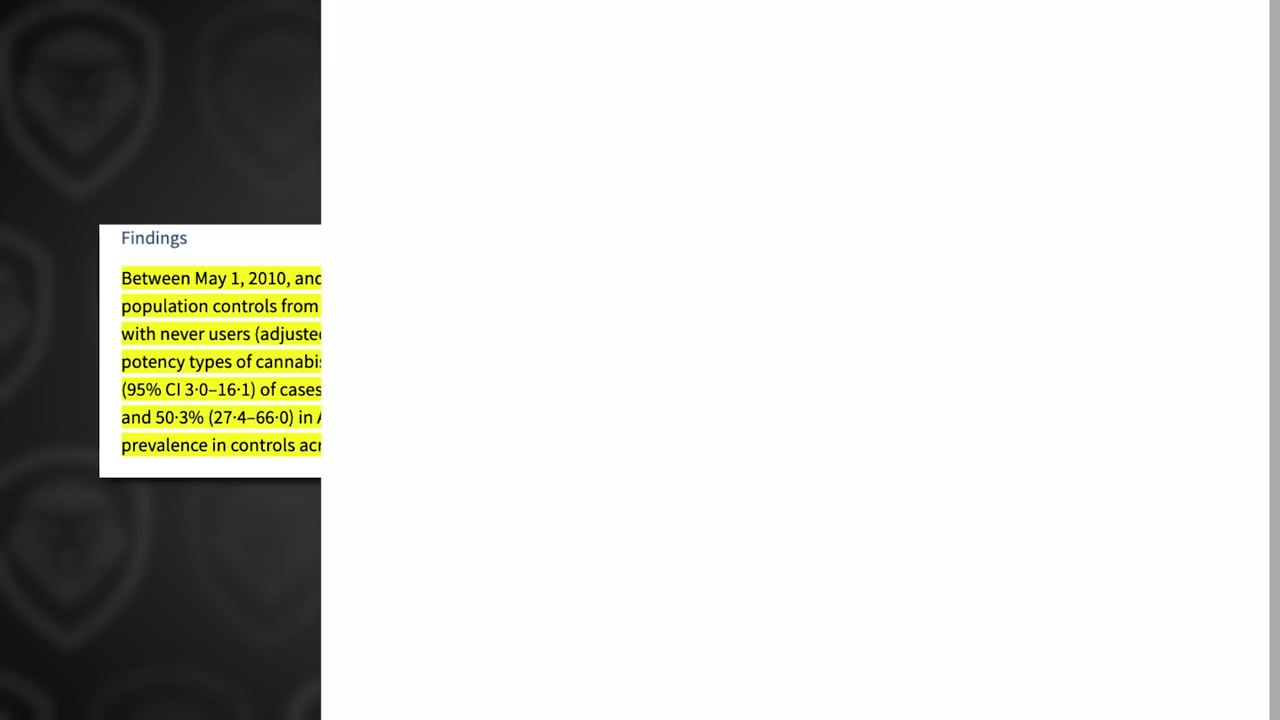 Findings
Between May 1, 2010, and
population controls from
with never users (adjusted
potency types of cannabis
(95% CI 3·0–16·1) of cases
and 50·3% (27·4–66·0) in A
prevalence in controls acr